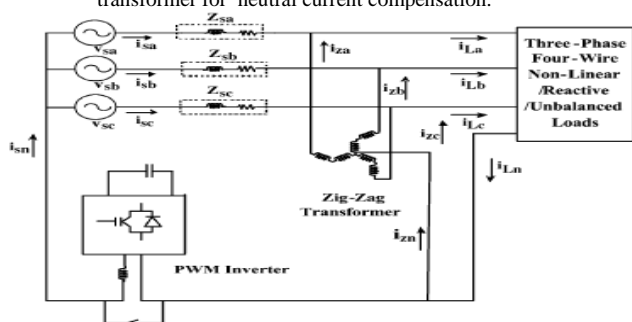 transformer for neutral current compensation.
Zsa
vsa isa iza iLa
Three-Phase
Four-Wire
Non-Linear
/Reactive
/Unbalanced
Loads
Zsb
vsb isb izb iLb
Zsc
vsc isc izc iLc
isn
iLn
Zig-Zag
Transformer
izn
PWM Inverter